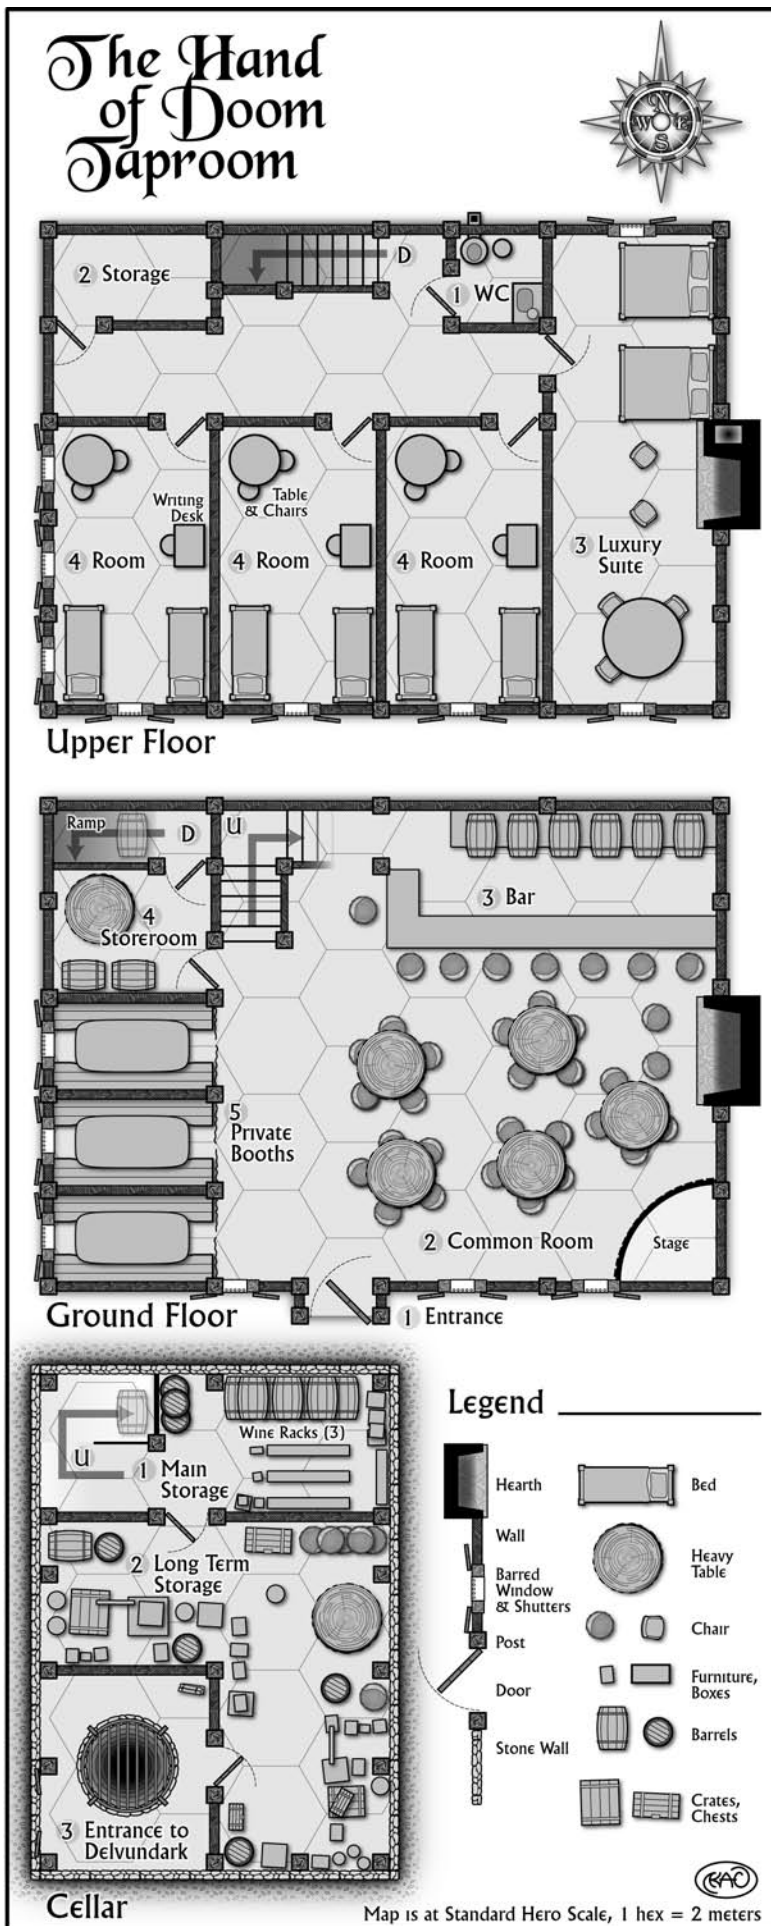 The Hand
of Doom
Taproom
N
W E
S
2 Storage
D
1 WC
Writing
Desk
Table
& Chairs
4 Room
4 Room
4 Room
3 Luxury
Suite
Upper Floor
Ramp
D
U
4
Storeroom
3 Bar
5
Private
Booths
2 Common Room
Stage
Ground Floor
1 Entrance
Wine Racks (3)
U
1 Main
Storage
2 Long Term
Storage
3 Entrance to
Delvundark
Cellar
Legend
Hearth
Bed
Wall
Heavy
Table
Barred
Window
& Shutters
Chair
Post
Furniture,
Boxes
Door
Barrels
Stone Wall
Crates,
Chests
KAC
Map is at Standard Hero Scale, 1 hex = 2 meters